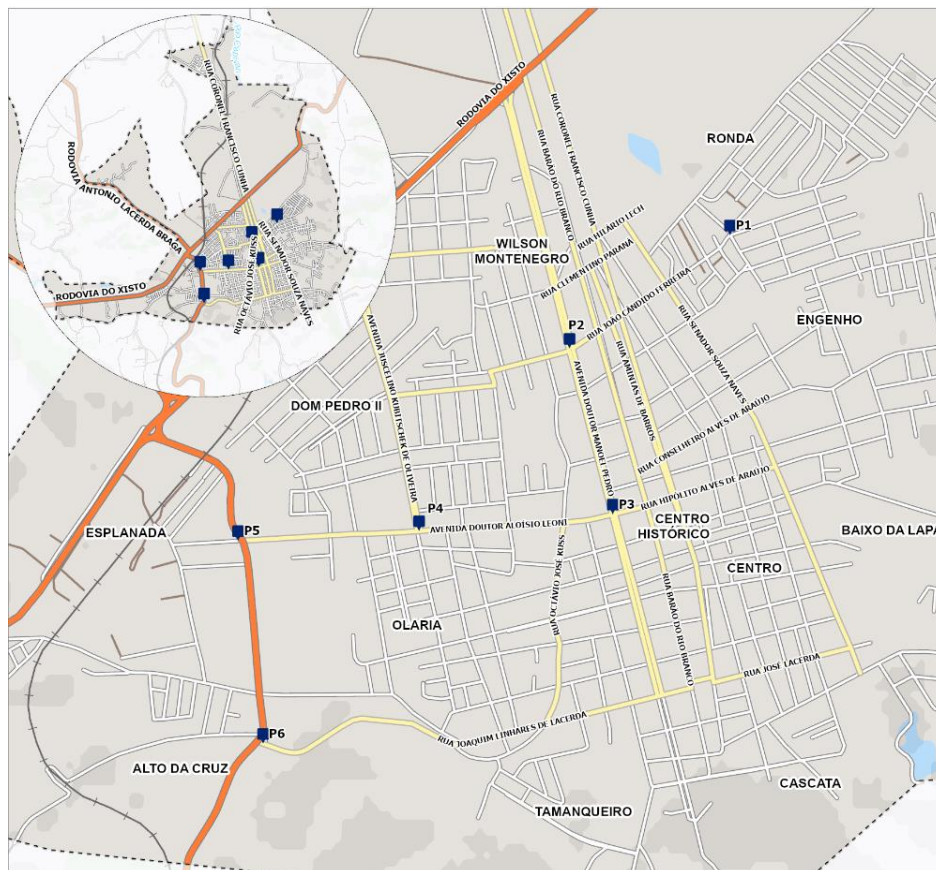 RUA CORONEL FRANCISCO CUNHA
RODOVIA ANTONIO LACERDA BRAGA
RODOVIA DO XISTO
RUA OCTÁVIO JOSÉ KUSS
RUA SENADOR SOUZA NAVES
RODOVIA DO XISTO
RUA BARÃO DO RIO BRANCO
RUA CORONEL FRANCISCO CUNHA
RONDA
P1
RUA HILÁRIO LECH
WILSON
MONTENEGRO
RUA CLEMENTINO PARANÁ
RUA JOÃO CÂNDIDO FERREIRA
ENGENHO
P2
RUA SENADOR SOUZA NAVES
AVENIDA JUSCELINO KUBITSCHEK DE OLIVEIRA
AVENIDA DOUTOR MANOEL PEDRO
RUA AMINTAS DE BARROS
DOM PEDRO II
RUA CONSELHEIRO ALVES DE ARAÚJO
RUA HIPÓLITO ALVES DE ARAÚJO
P3
P4
AVENIDA DOUTOR ALOÍSIO LEONI
CENTRO
HISTÓRICO
P5
ESPLANADA
BAIXO DA LAPA
CENTRO
RUA OCTÁVIO JOSÉ KUSS
OLARIA
RUA BARÃO DO RIO BRANCO
RUA JOSÉ LACERDA
P6
RUA JOAQUIM LINHARES DE LACERDA
ALTO DA CRUZ
CASCATA
TAMANQUEIRO